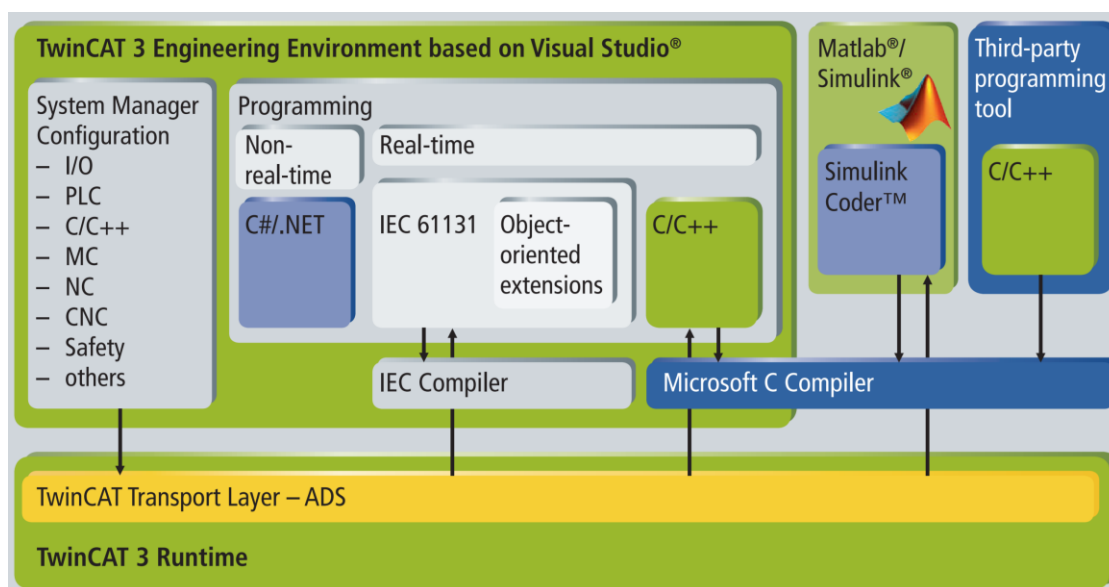 TwinCAT 3 Engineering Environment based on Visual Studio®
System Manager
Configuration
– I/O
– PLC
– C/C++
– MC
– NC
– CNC
– Safety
– others
Programming
Non-
real-time
Real-time
C#/.NET
IEC 61131
Object-
oriented
extensions
C/C++
IEC Compiler
Matlab®/
Simulink®
Simulink
Coder™
Third-party
programming
tool
C/C++
Microsoft C Compiler
TwinCAT Transport Layer – ADS
TwinCAT 3 Runtime